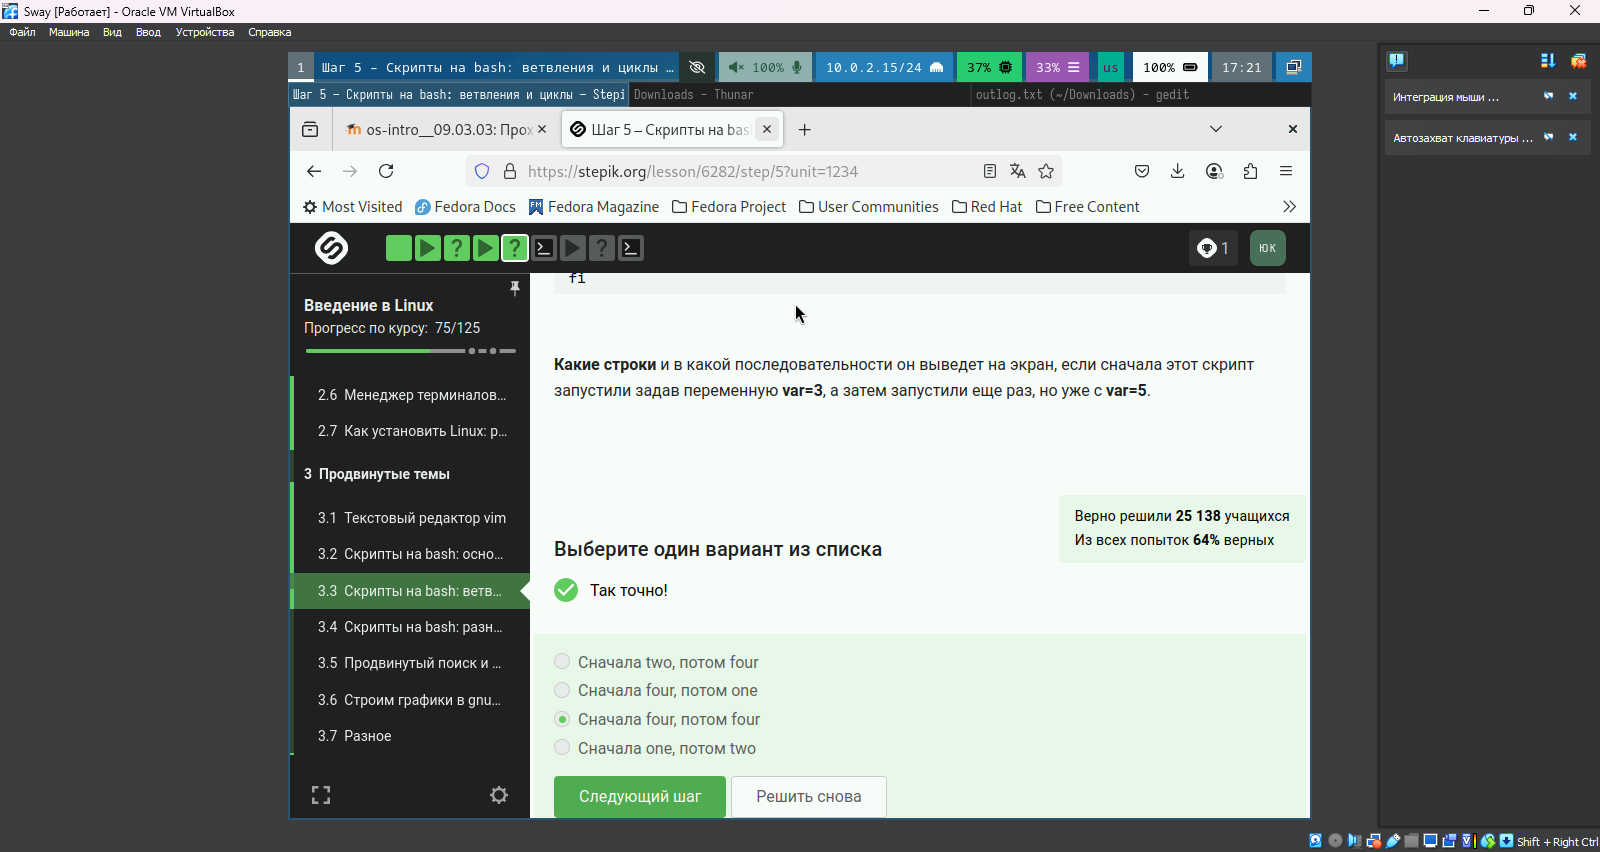 Sway [Работает] - Oracle VM VirtualBox
Файл Машина Вид Ввод Устройства Справка
1 Шаг 5 – Скрипты на bash: ветвления и циклы … 100% 10.0.2.15/24 37% 33% us 100% 17:21
Шаг 5 – Скрипты на bash: ветвления и циклы – Stepi Downloads – Thunar outlog.txt (~/Downloads) – gedit
Интеграция мыши ...
Автозахват клавиатуры ...
os-intro__09.03.03: Прох Шаг 5 – Скрипты на bas
https://stepik.org/lesson/6282/step/5?unit=1234
Most Visited Fedora Docs Fedora Magazine Fedora Project User Communities Red Hat Free Content
1 ЮК
fi
Введение в Linux
Прогресс по курсу: 75/125
2.6 Менеджер терминалов...
2.7 Как установить Linux: р...
3 Продвинутые темы
3.1 Текстовый редактор vim
3.2 Скрипты на bash: осно...
3.3 Скрипты на bash: ветв...
3.4 Скрипты на bash: разн...
3.5 Продвинутый поиск и ...
3.6 Строим графики в gnu...
3.7 Разное
Какие строки и в какой последовательности он выведет на экран, если сначала этот скрипт
запустили задав переменную var=3, а затем запустили еще раз, но уже с var=5.
Верно решили 25 138 учащихся
Из всех попыток 64% верных
Выберите один вариант из списка
Так точно!
Сначала two, потом four
Сначала four, потом one
Сначала four, потом four
Сначала one, потом two
Следующий шаг Решить снова
Shift + Right Ctrl